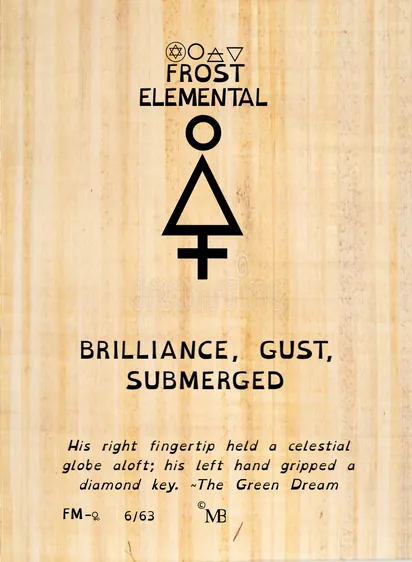 FROST
ELEMENTAL
BRILLIANCE, GUST,
SUBMERGED
His right fingertip held a celestial
globe aloft; his left hand gripped a
diamond key. ~The Green Dream
FM-♀ 6/63 © MB